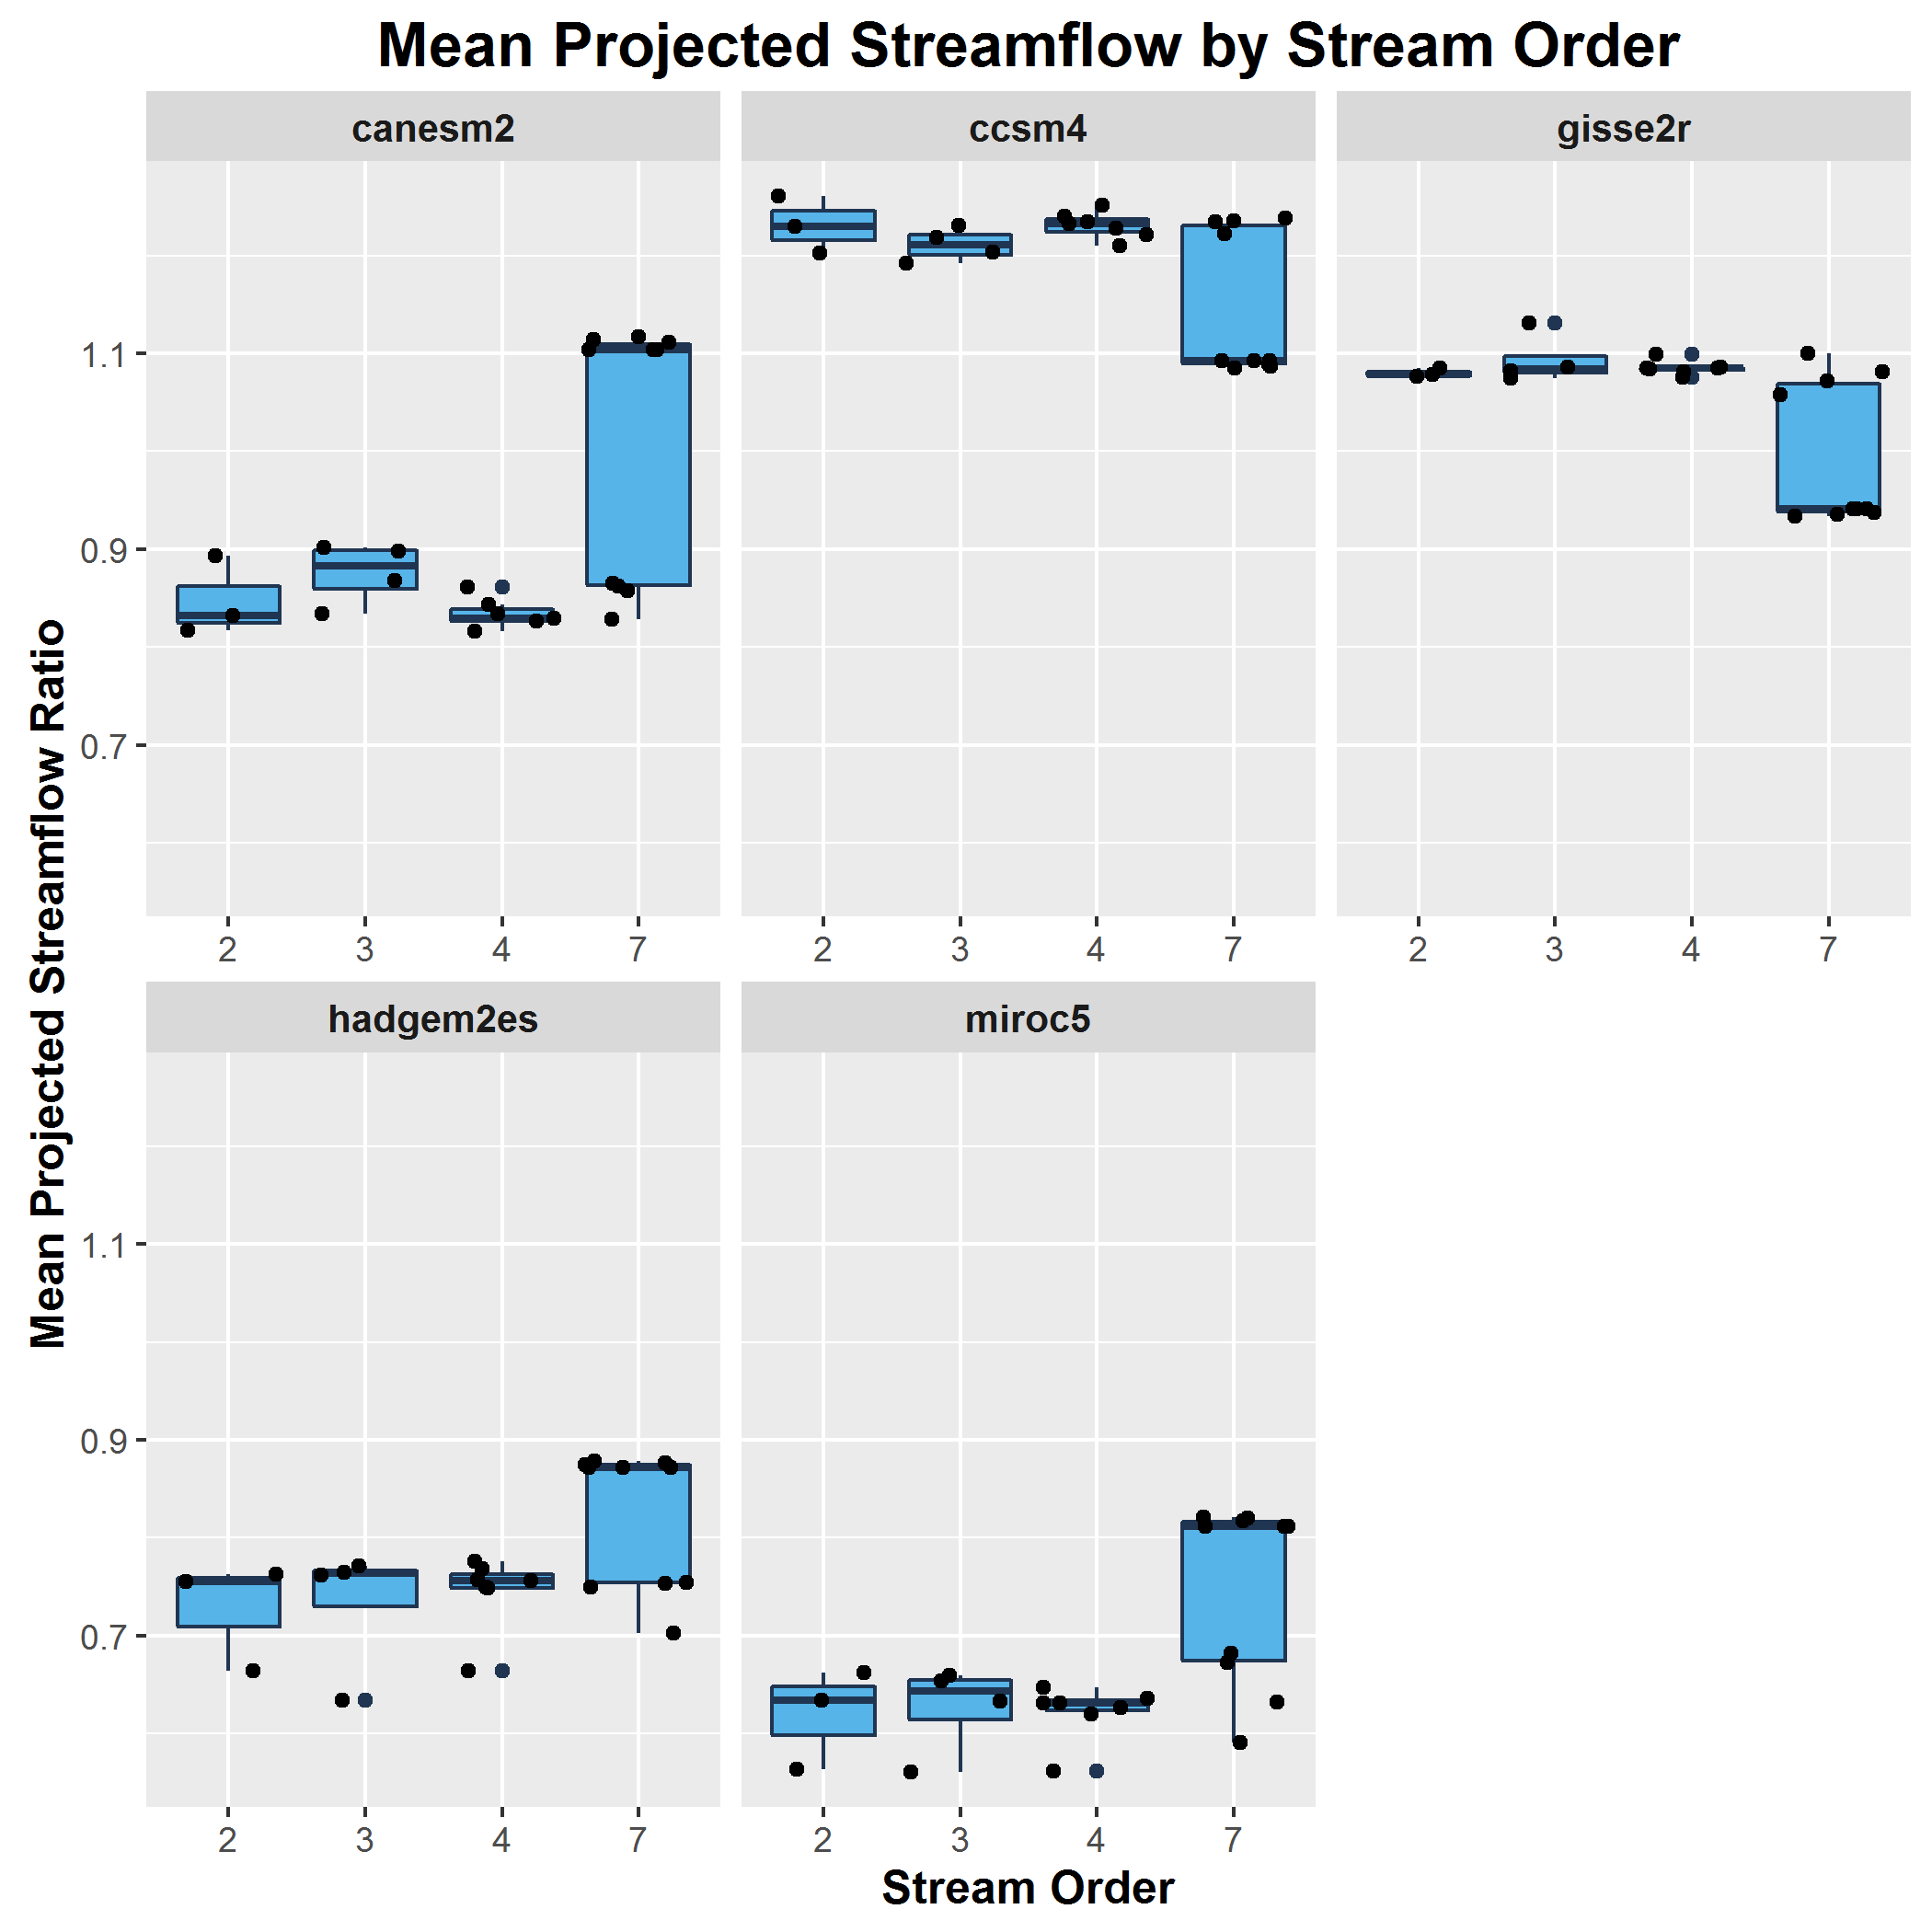 Mean Projected Streamflow by Stream Order
canesm2
ccsm4
gisse2r
1.1
0.9
0.7
2 3 4 7
2 3 4 7
2 3 4 7
Mean Projected Streamflow Ratio
hadgem2es
miroc5
1.1
0.9
0.7
2 3 4 7
2 3 4 7
Stream Order